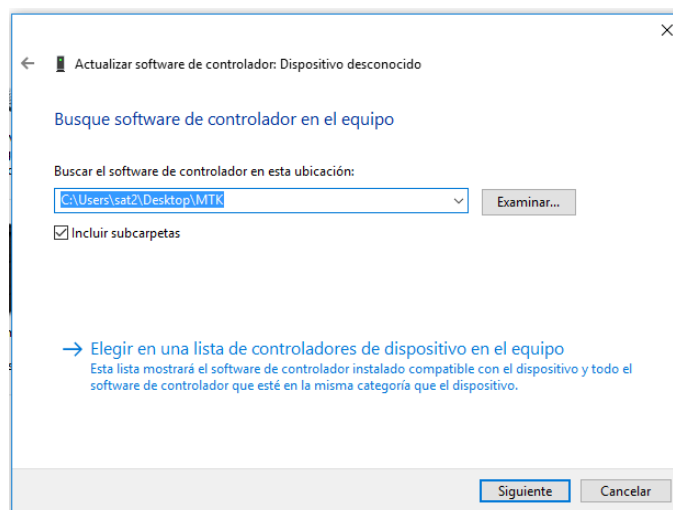 Actualizar software de controlador: Dispositivo desconocido
Busque software de controlador en el equipo
Buscar el software de controlador en esta ubicación:
C:\Users\sat2\Desktop\MTK
Examinar...
Incluir subcarpetas
Elegir en una lista de controladores de dispositivo en el equipo
Esta lista mostrará el software de controlador instalado compatible con el dispositivo y todo el
software de controlador que esté en la misma categoría que el dispositivo.
Siguiente
Cancelar